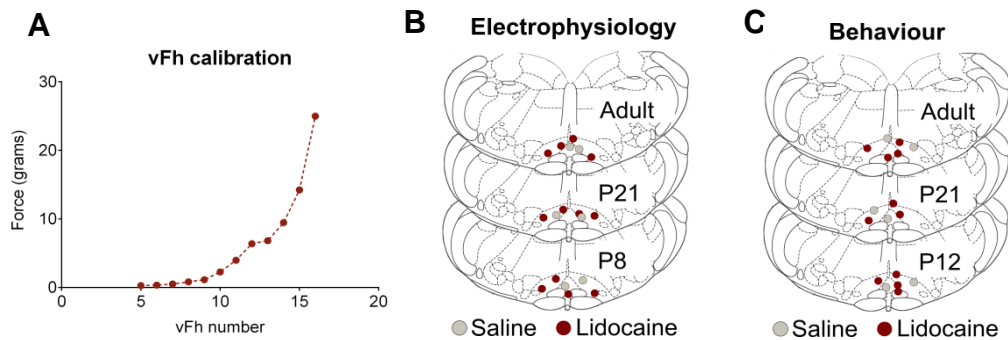 A
vFh calibration
30
20
10
0
0
5
10
15
20
Force (grams)
vFh number
B
Electrophysiology
Adult
P21
P8
Saline
Lidocaine
C
Behaviour
Adult
P21
P12
Saline
Lidocaine